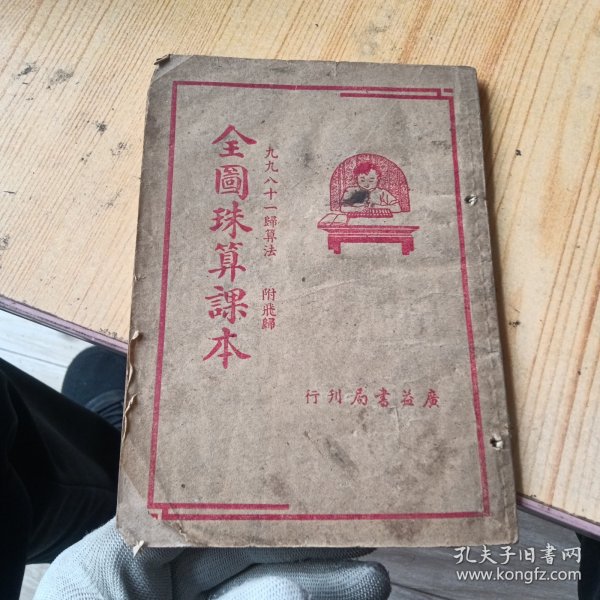 九九八十一歸算法 附飛歸
全圖珠算課本
廣益書局刊行
孔夫子旧书网
www.kongfz.com